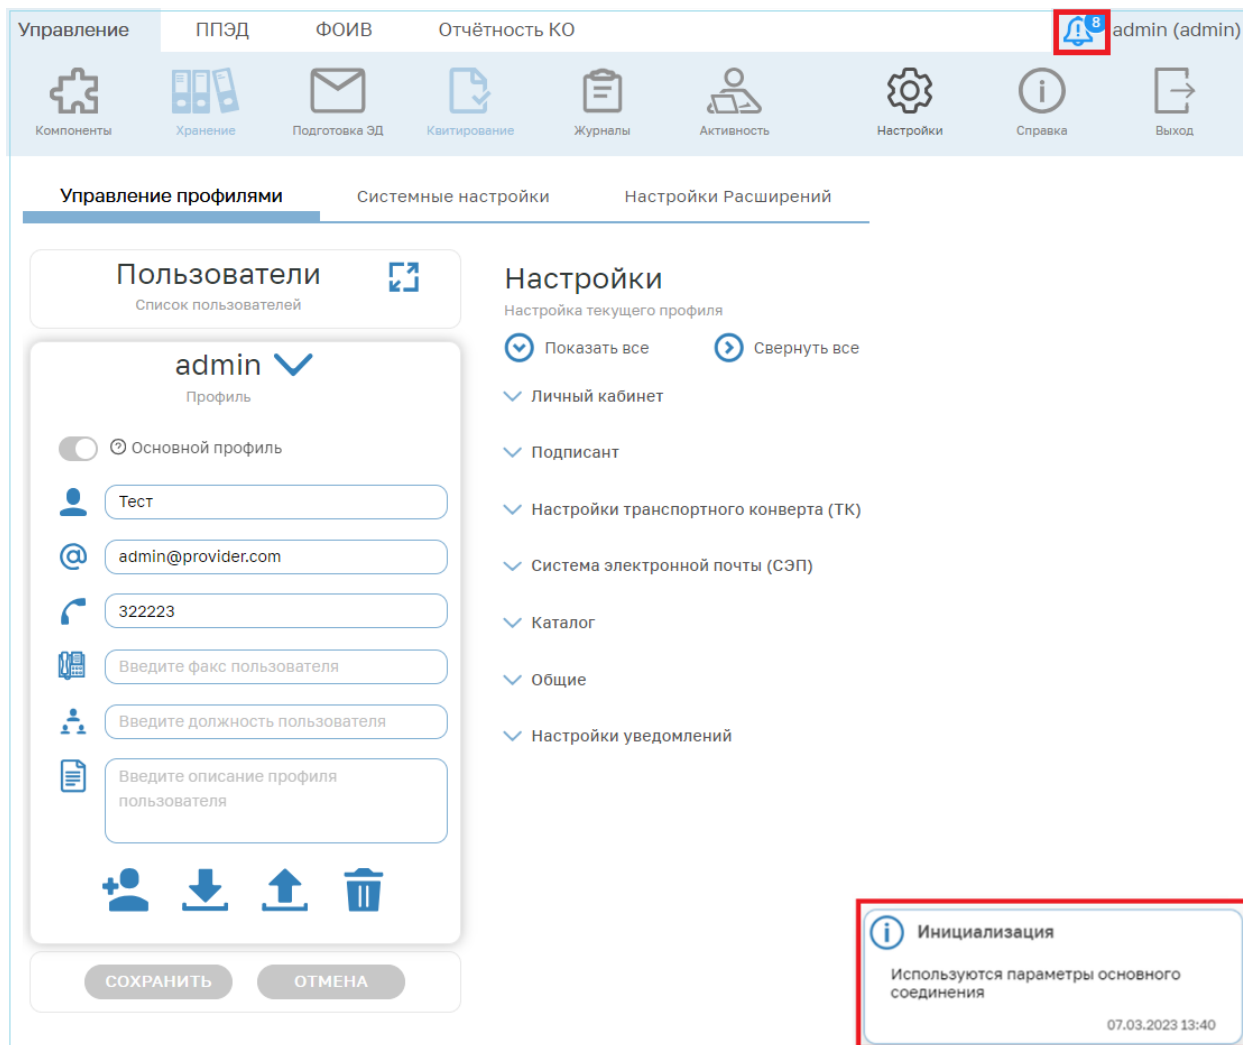 Управление ППЭД ФОИВ Отчётность КО 8 admin (admin)
Компоненты Хранение Подготовка ЭД Квитирование Журналы Активность Настройки Справка Выход
Управление профилями Системные настройки Настройки Расширений
Пользователи
Список пользователей
admin
Профиль
Основной профиль
Тест
admin@provider.com
322223
Введите факс пользователя
Введите должность пользователя
Введите описание профиля
пользователя
СОХРАНИТЬ ОТМЕНА
Настройки
Настройка текущего профиля
Показать все Свернуть все
Личный кабинет
Подписант
Настройки транспортного конверта (ТК)
Система электронной почты (СЭП)
Каталог
Общие
Настройки уведомлений
Инициализация
Используются параметры основного
соединения
07.03.2023 13:40